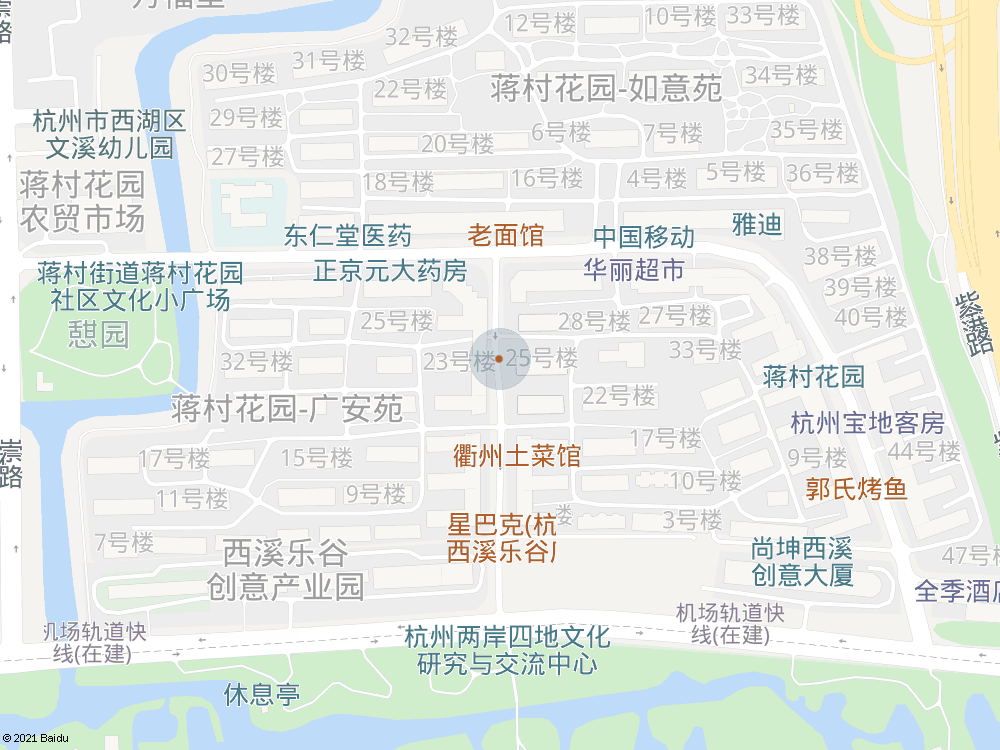 万福堂
崇路
32号楼
12号楼
10号楼
33号楼
31号楼
30号楼
34号楼
22号楼
蒋村花园-如意苑
杭州市西湖区
文溪幼儿园
29号楼
6号楼
7号楼
35号楼
20号楼
27号楼
蒋村花园
农贸市场
18号楼
16号楼
4号楼
5号楼
36号楼
东仁堂医药
老面馆
中国移动
雅迪
38号楼
蒋村街道蒋村花园
社区文化小广场
正京元大药房
华丽超市
39号楼
紫港路
憇园
25号楼
28号楼
27号楼
40号楼
32号楼
23号楼
25号楼
33号楼
蒋村花园
蒋村花园-广安苑
22号楼
杭州宝地客房
崇路
17号楼
15号楼
衢州土菜馆
17号楼
9号楼
44号楼
11号楼
9号楼
10号楼
郭氏烤鱼
7号楼
星巴克(杭
西溪乐谷
楼
3号楼
西溪乐谷
创意产业园
尚坤西溪
创意大厦
47号楼
全季酒店
机场轨道快
线(在建)
杭州两岸四地文化
研究与交流中心
机场轨道快
线(在建)
休息亭
© 2021 Baidu